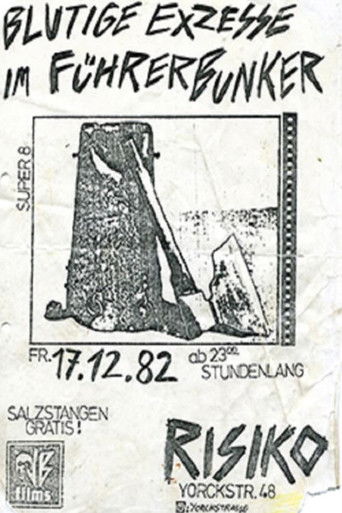 BLUTIGE EXZESSE
IM FÜHRERBUNKER
SUPER 8
FR. 17.12.82 ab 23⁰⁰
STUNDENLANG
SALZSTANGEN
GRATIS!
films
RISIKO
YORCKSTR. 48
U: YORCKSTRASSE